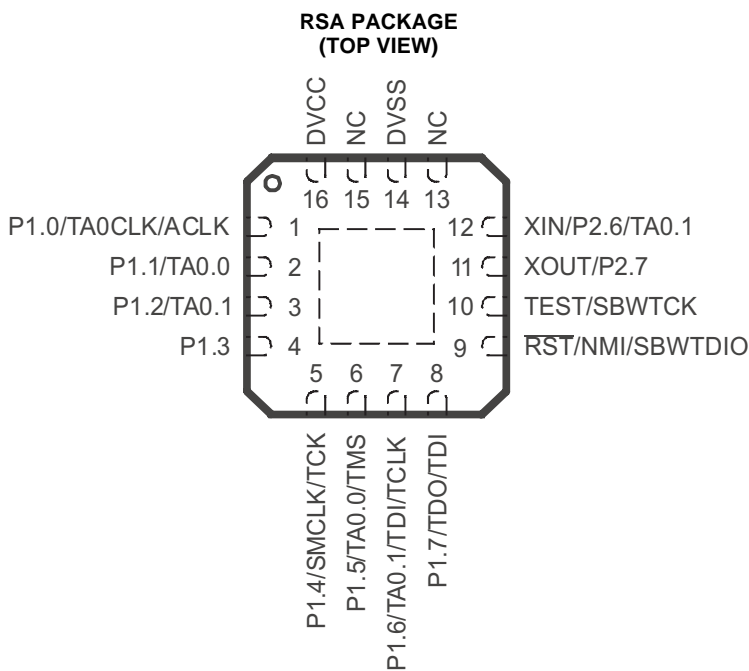 RSA PACKAGE
(TOP VIEW)
DVCC
NC
DVSS
NC
16
15
14
13
P1.0/TA0CLK/ACLK
1
P1.1/TA0.0
2
P1.2/TA0.1
3
P1.3
4
12
XIN/P2.6/TA0.1
11
XOUT/P2.7
10
TEST/SBWTCK
9
RST/NMI/SBWTDIO
5
6
7
8
P1.4/SMCLK/TCK
P1.5/TA0.0/TMS
P1.6/TA0.1/TDI/TCLK
P1.7/TDO/TDI